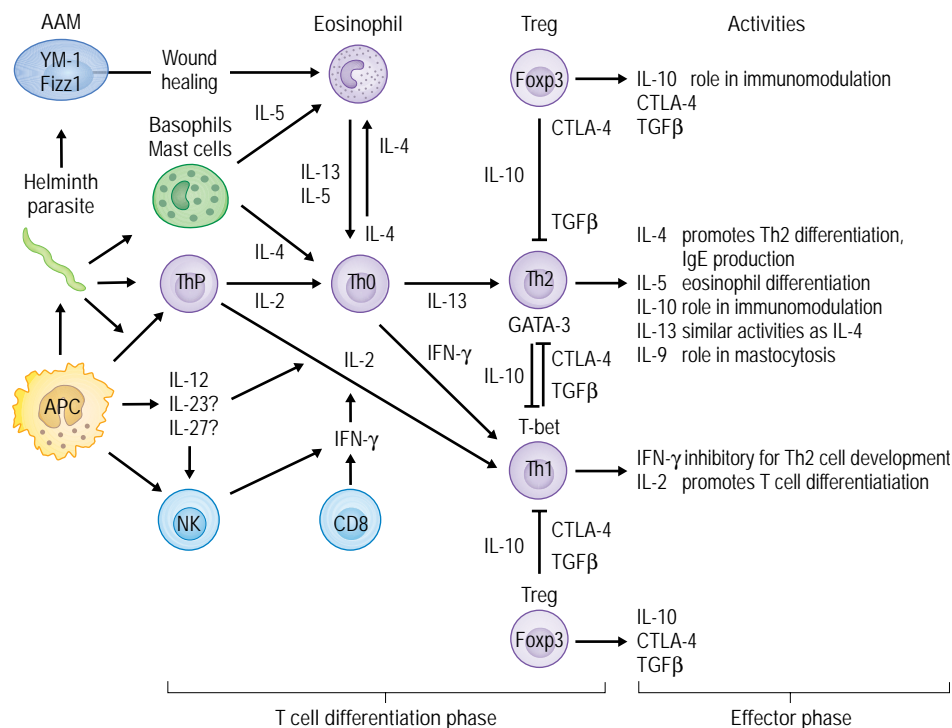 AAM
Eosinophil
Treg
Activities
YM-1
Fizz1
Wound
healing
Foxp3
IL-10 role in immunomodulation
CTLA-4
TGFβ
IL-5
CTLA-4
Basophils
Mast cells
IL-4
IL-13
IL-5
IL-10
Helminth
parasite
TGFβ
IL-4
IL-4
IL-4 promotes Th2 differentiation,
IgE production
IL-5 eosinophil differentiation
IL-10 role in immunomodulation
IL-13 similar activities as IL-4
IL-9 role in mastocytosis
ThP
IL-2
Th0
IL-13
Th2
GATA-3
IL-2
IFN-γ
IL-10
CTLA-4
TGFβ
APC
IL-12
IL-23?
IL-27?
IFN-γ
T-bet
Th1
IFN-γ inhibitory for Th2 cell development
IL-2 promotes T cell differentiatiation
NK
CD8
IL-10
CTLA-4
TGFβ
Treg
Foxp3
IL-10
CTLA-4
TGFβ
T cell differentiation phase
Effector phase